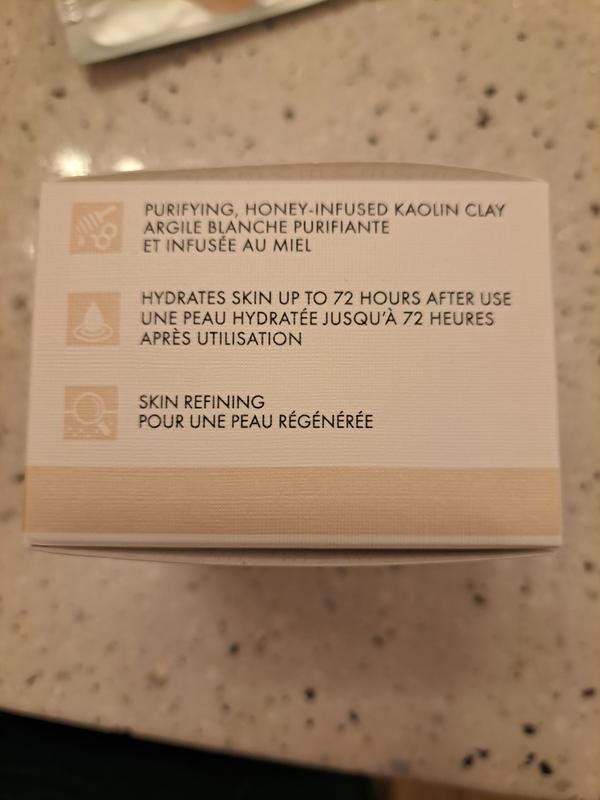 PURIFYING, HONEY-INFUSED KAOLIN CLAY
ARGILE BLANCHE PURIFIANTE
ET INFUSÉE AU MIEL
HYDRATES SKIN UP TO 72 HOURS AFTER USE
UNE PEAU HYDRATÉE JUSQU'À 72 HEURES
APRÈS UTILISATION
SKIN REFINING
POUR UNE PEAU RÉGÉNÉRÉE